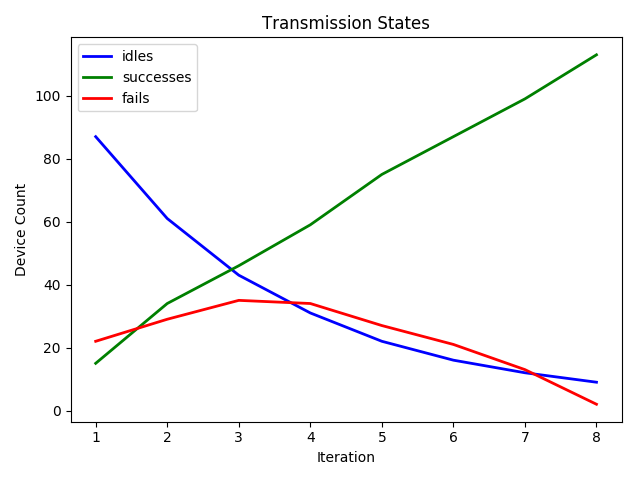 Transmission States
idles
successes
fails
Device Count
100
80
60
40
20
0
1 2 3 4 5 6 7 8
Iteration